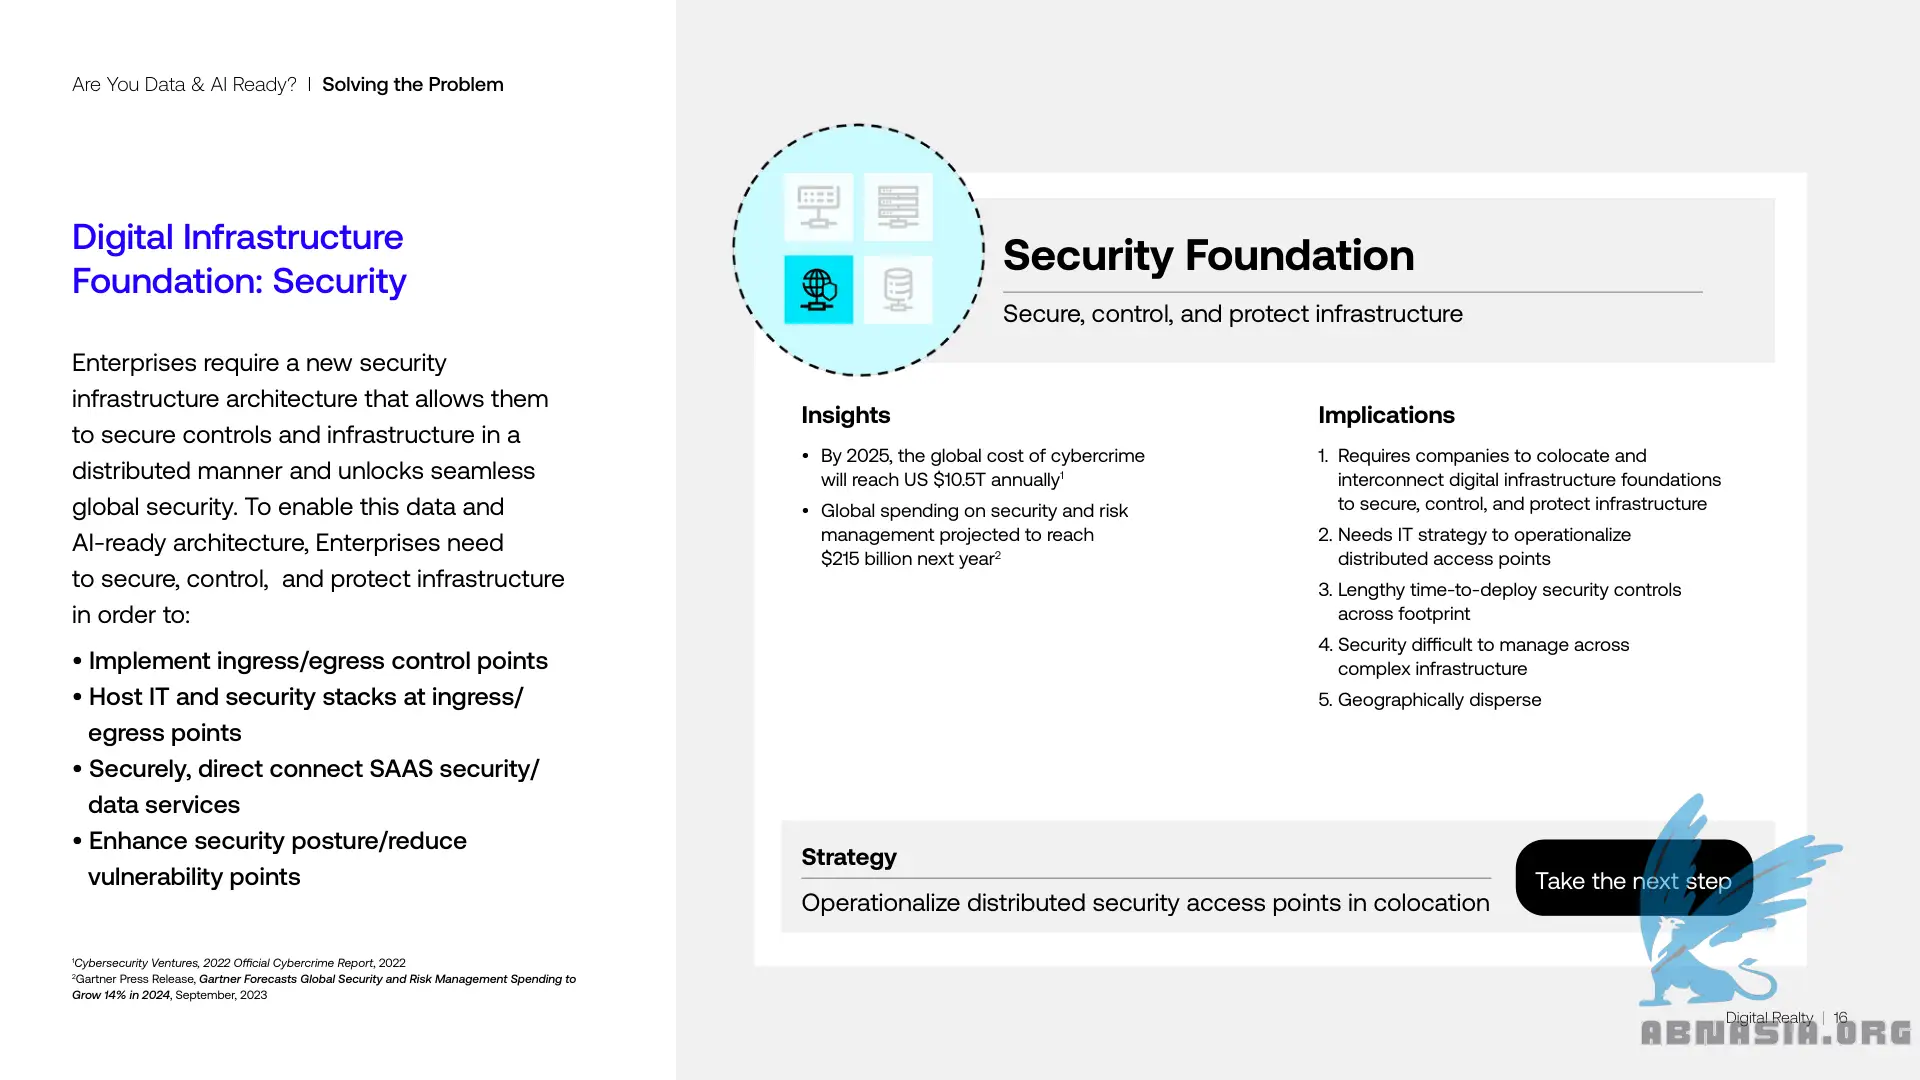 Are You Data & AI Ready? | Solving the Problem
Digital Infrastructure
Foundation: Security
Enterprises require a new security
infrastructure architecture that allows them
to secure controls and infrastructure in a
distributed manner and unlocks seamless
global security. To enable this data and
AI-ready architecture, Enterprises need
to secure, control,  and protect infrastructure
in order to:
• Implement ingress/egress control points
• Host IT and security stacks at ingress/
egress points
• Securely, direct connect SAAS security/
data services
• Enhance security posture/reduce
vulnerability points
¹Cybersecurity Ventures, 2022 Official Cybercrime Report, 2022
²Gartner Press Release, Gartner Forecasts Global Security and Risk Management Spending to
Grow 14% in 2024, September, 2023
Security Foundation
Secure, control, and protect infrastructure
Insights
• By 2025, the global cost of cybercrime
will reach US $10.5T annually¹
• Global spending on security and risk
management projected to reach
$215 billion next year²
Implications
1. Requires companies to colocate and
interconnect digital infrastructure foundations
to secure, control, and protect infrastructure
2. Needs IT strategy to operationalize
distributed access points
3. Lengthy time-to-deploy security controls
across footprint
4. Security difficult to manage across
complex infrastructure
5. Geographically disperse
Strategy
Operationalize distributed security access points in colocation
Take the next step
Digital Realty | 16
ABNASIA.ORG